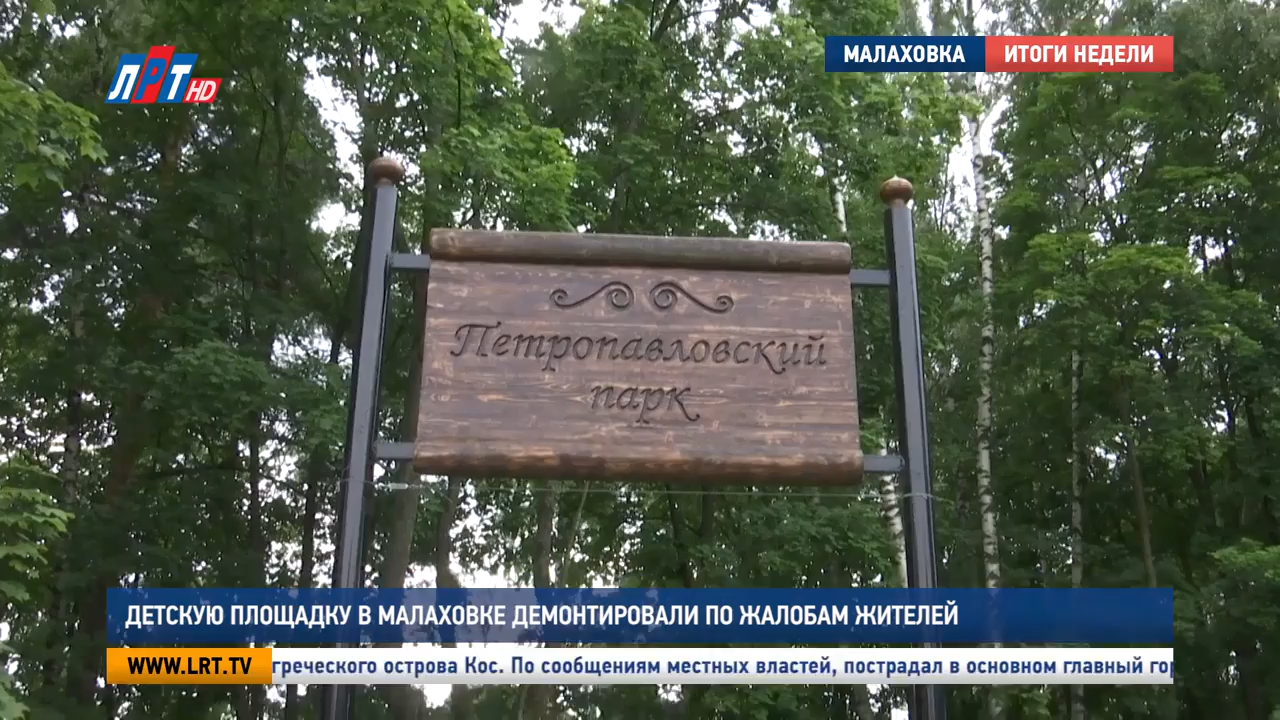 ЛРТ HD
МАЛАХОВКА ИТОГИ НЕДЕЛИ
Петропавловский
парк
ДЕТСКУЮ ПЛОЩАДКУ В МАЛАХОВКЕ ДЕМОНТИРОВАЛИ ПО ЖАЛОБАМ ЖИТЕЛЕЙ
WWW.LRT.TV греческого острова Кос. По сообщениям местных властей, пострадал в основном главный